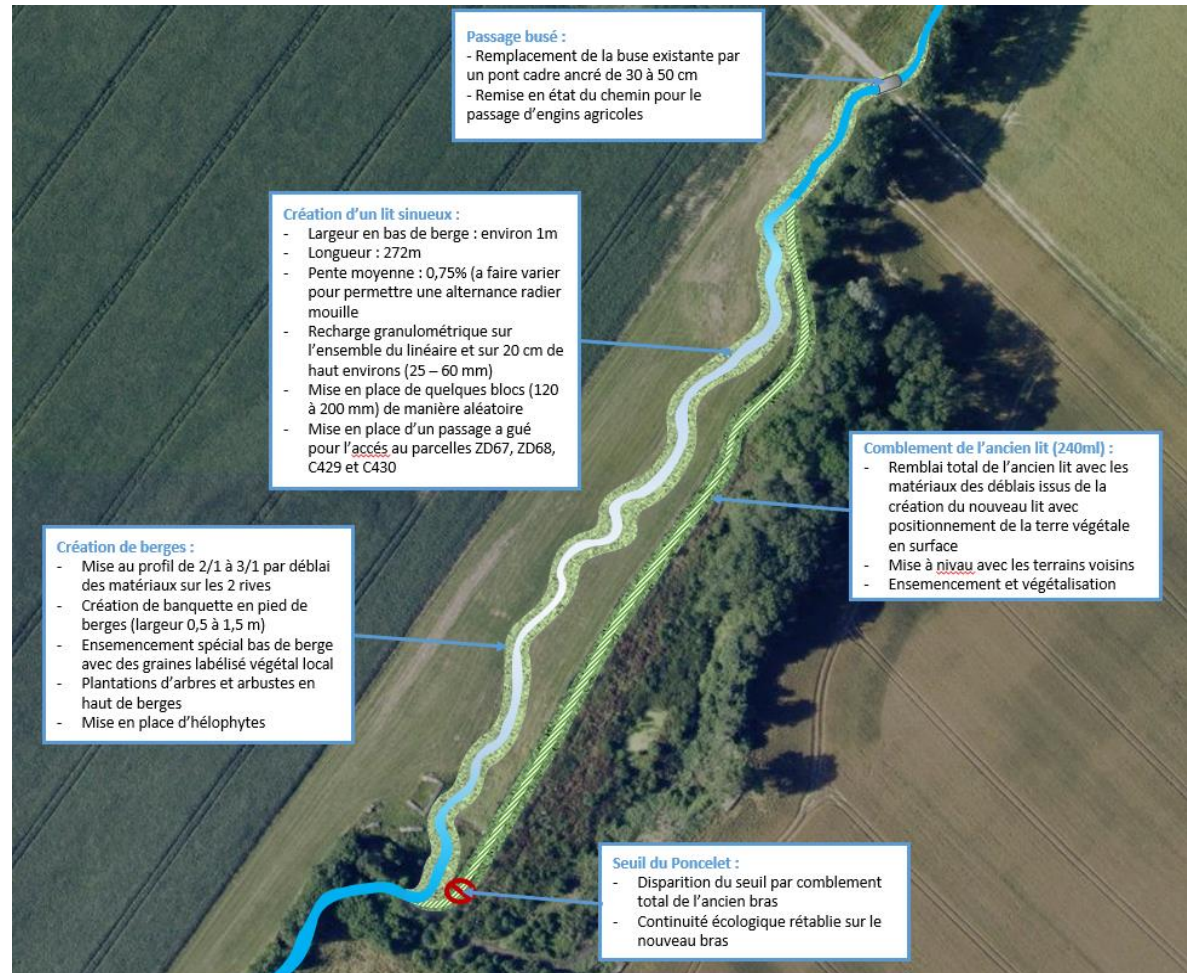 Passage busé :
- Remplacement de la buse existante par
un pont cadre ancré de 30 à 50 cm
- Remise en état du chemin pour le
passage d'engins agricoles
Création d'un lit sinueux :
- Largeur en bas de berge : environ 1m
- Longueur : 272m
- Pente moyenne : 0,75% (a faire varier
pour permettre une alternance radier
mouille
- Recharge granulométrique sur
l'ensemble du linéaire et sur 20 cm de
haut environs (25 – 60 mm)
- Mise en place de quelques blocs (120
à 200 mm) de manière aléatoire
- Mise en place d'un passage a gué
pour l'accés au parcelles ZD67, ZD68,
C429 et C430
Comblement de l'ancien lit (240ml) :
- Remblai total de l'ancien lit avec les
matériaux des déblais issus de la
création du nouveau lit avec
positionnement de la terre végétale
en surface
- Mise à nivau avec les terrains voisins
- Ensemencement et végétalisation
Création de berges :
- Mise au profil de 2/1 à 3/1 par déblai
des matériaux sur les 2 rives
- Création de banquette en pied de
berges (largeur 0,5 à 1,5 m)
- Ensemencement spécial bas de berge
avec des graines labélisé végétal local
- Plantations d'arbres et arbustes en
haut de berges
- Mise en place d'hélophytes
Seuil du Poncelet :
- Disparition du seuil par comblement
total de l'ancien bras
- Continuité écologique rétablie sur le
nouveau bras